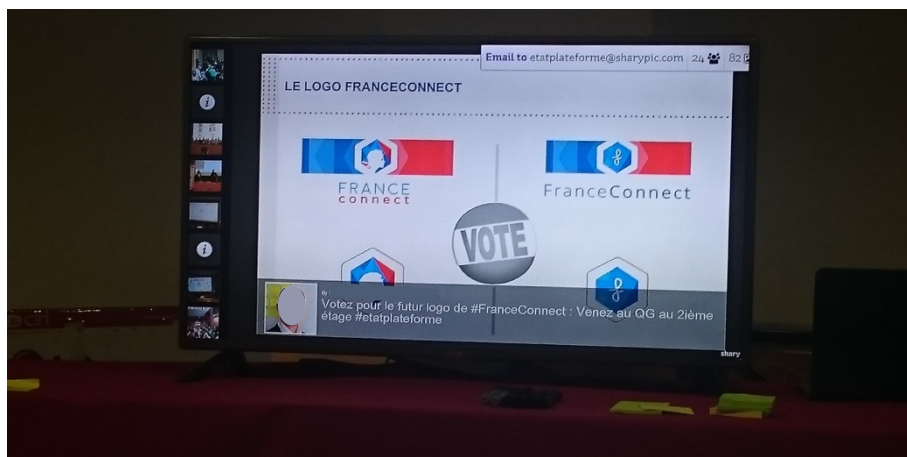 Email to etatplateforme@sharypic.com 24 82
LE LOGO FRANCECONNECT
FRANCE
connect
FranceConnect
VOTE
By
Votez pour le futur logo de #FranceConnect : Venez au QG au 2ième
étage #etatplateforme
shary